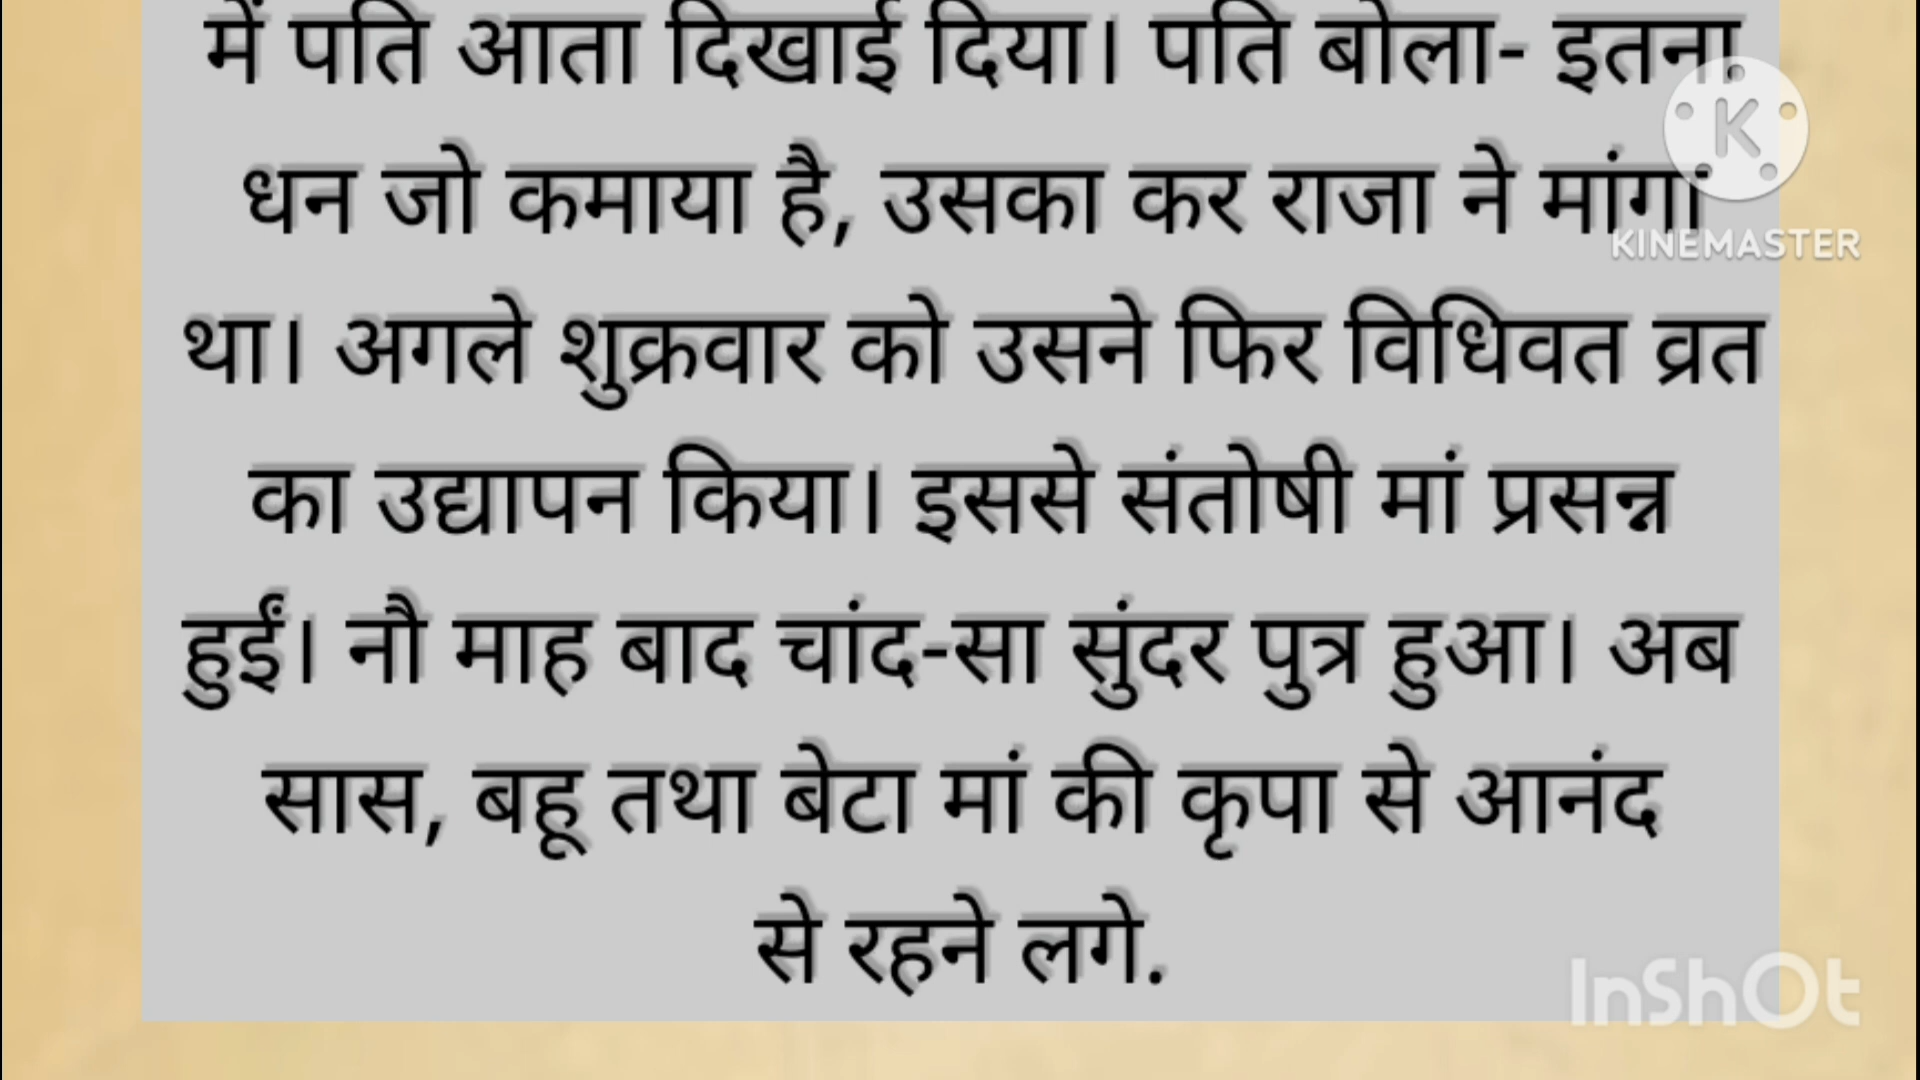 में पति आता दिखाई दिया। पति बोला- इतना
धन जो कमाया है, उसका कर राजा ने मांगा
था। अगले शुक्रवार को उसने फिर विधिवत व्रत
का उद्यापन किया। इससे संतोषी मां प्रसन्न
हुईं। नौ माह बाद चांद-सा सुंदर पुत्र हुआ। अब
सास, बहू तथा बेटा मां की कृपा से आनंद
से रहने लगे.
K
KINEMASTER
InShOt